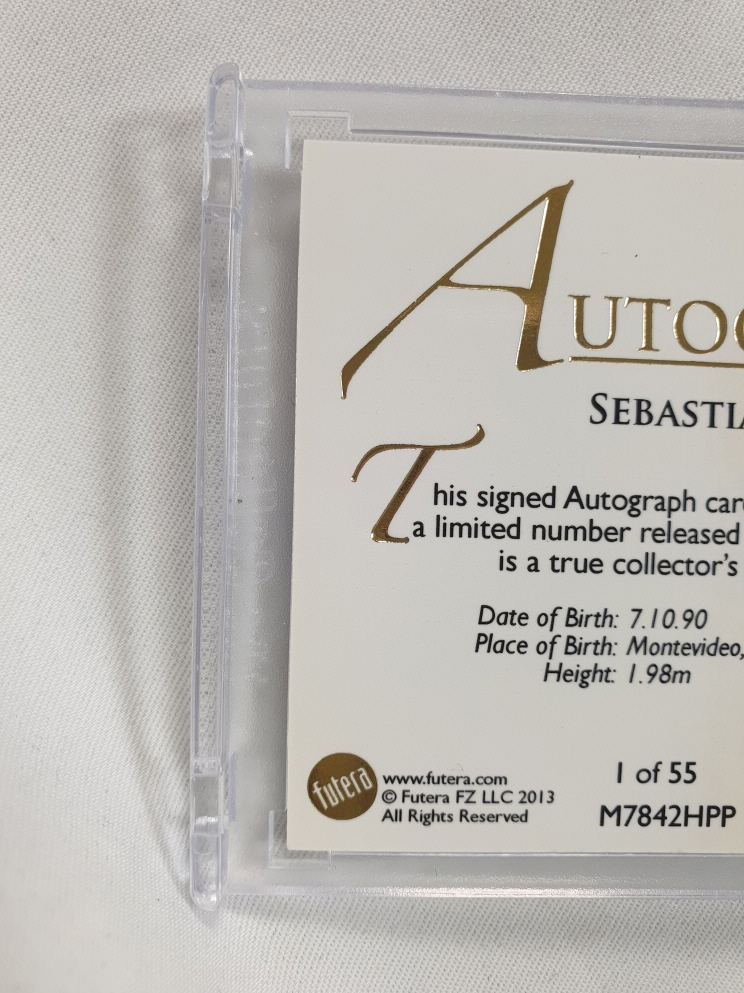 AUTO
SEBASTIA
This signed Autograph car
a limited number released
is a true collector's
Date of Birth: 7.10.90
Place of Birth: Montevideo,
Height: 1.98m
futera
www.futera.com
© Futera FZ LLC 2013
All Rights Reserved
1 of 55
M7842HPP